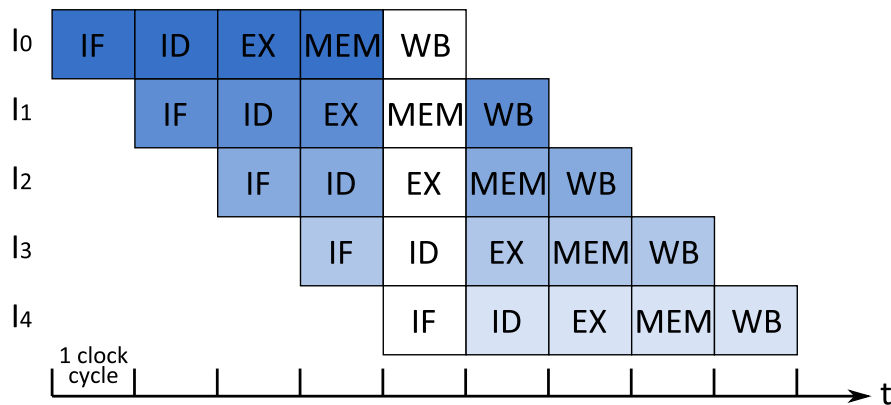 I0 IF ID EX MEM WB
I1 IF ID EX MEM WB
I2 IF ID EX MEM WB
I3 IF ID EX MEM WB
I4 IF ID EX MEM WB
1 clock
cycle
t